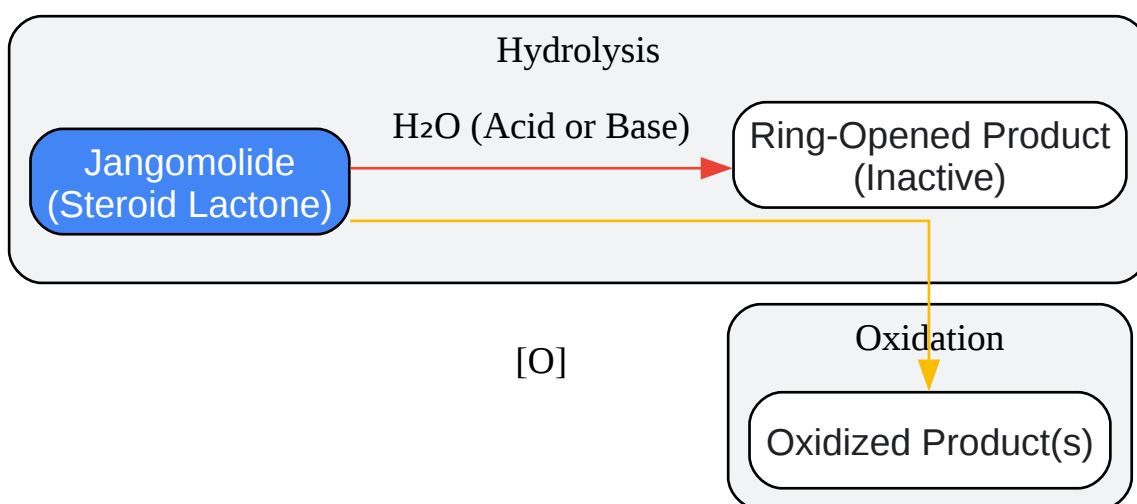 Hydrolysis
H₂O (Acid or Base)
Jangomolide
(Steroid Lactone)
Ring-Opened Product
(Inactive)
Oxidation
[O]
Oxidized Product(s)